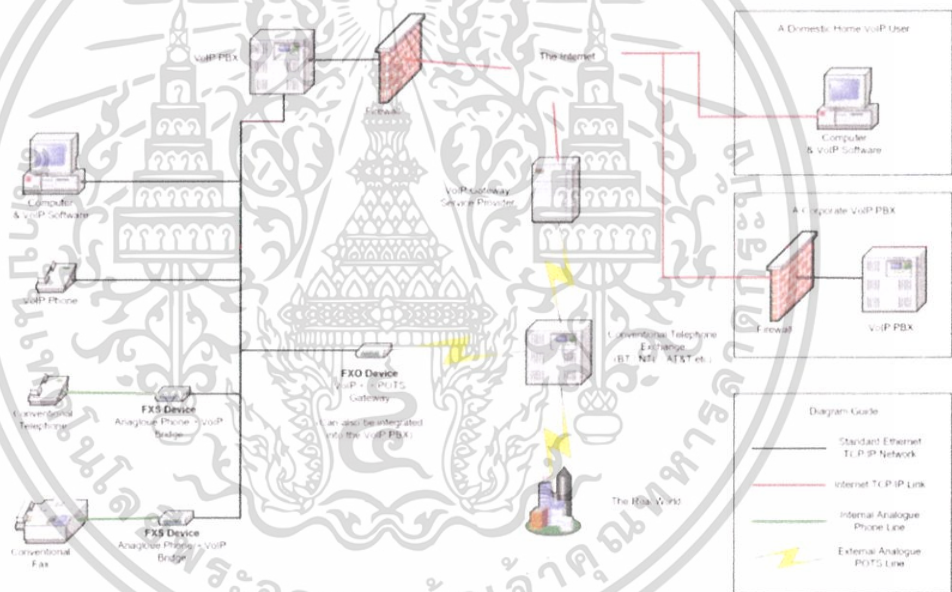 VoIP PBX
Firewall
The Internet
A Domestic Home VoIP User
Computer
& VoIP Software
Computer
& VoIP Software
VoIP Gateway
Service Provider
A Corporate VoIP PBX
VoIP Phone
Firewall
VoIP PBX
Conventional Telephone
Exchange
(BT, NTL, AT&T etc.)
FXO Device
VoIP <-> POTS
Gateway
(Can also be integrated
into the VoIP PBX)
Conventional
Telephone
FXS Device
Anagloue Phone - VoIP
Bridge
Diagram Guide
Standard Ethernet
TCP IP Network
Internet TCP IP Link
Internal Analogue
Phone Line
External Analogue
POTS Line
The Real World
Conventional
Fax
FXS Device
Anagloue Phone - VoIP
Bridge